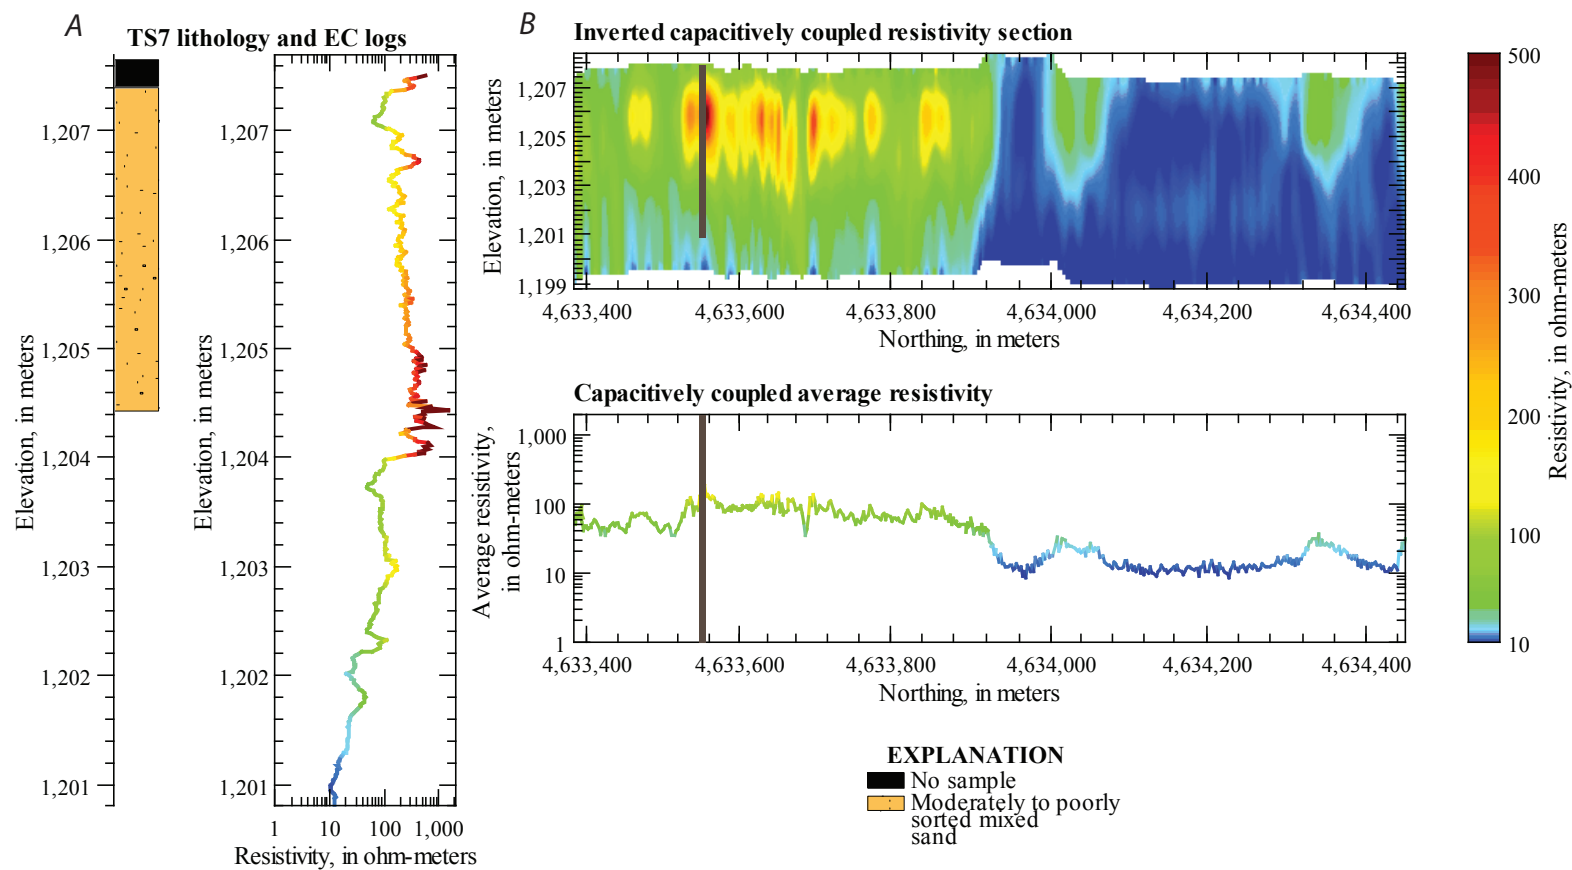 A
TS7 lithology and EC logs
Elevation, in meters
1,207
1,206
1,205
1,204
1,203
1,202
1,201
Elevation, in meters
1,207
1,206
1,205
1,204
1,203
1,202
1,201
1 10 100 1,000
Resistivity, in ohm-meters
B
Inverted capacitively coupled resistivity section
Elevation, in meters
1,207
1,205
1,203
1,201
1,199
4,633,400 4,633,600 4,633,800 4,634,000 4,634,200 4,634,400
Northing, in meters
Capacitively coupled average resistivity
Average resistivity,
in ohm-meters
1,000
100
10
1
4,633,400 4,633,600 4,633,800 4,634,000 4,634,200 4,634,400
Northing, in meters
500
400
300
200
100
10
Resistivity, in ohm-meters
EXPLANATION
No sample
Moderately to poorly
sorted mixed
sand